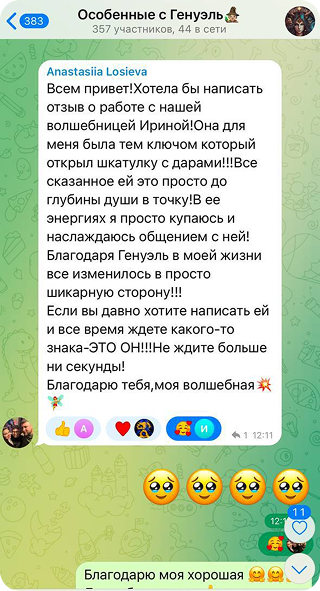 383
Особенные с Генуэль
357 участников, 44 в сети
Anastasiia Losieva
Всем привет!Хотела бы написать
отзыв о работе с нашей
волшебницей Ириной!Она для
меня была тем ключом который
открыл шкатулку с дарами!!!Все
сказанное ей это просто до
глубины души в точку!В ее
энергиях я просто купаюсь и
наслаждаюсь общением с ней!
Благодаря Генуэль в моей жизни
все изменилось в просто
шикарную сторону!!!
Если вы давно хотите написать ей
и все время ждете какого-то
знака-ЭТО ОН!!!Не ждите больше
ни секунды!
Благодарю тебя,моя волшебная💥
🧚
👍 А ❤️ 🥰 И 1 12:11
🥹🥹🥹🥹
11
🥰
Благодарю моя хорошая 🤗🤗